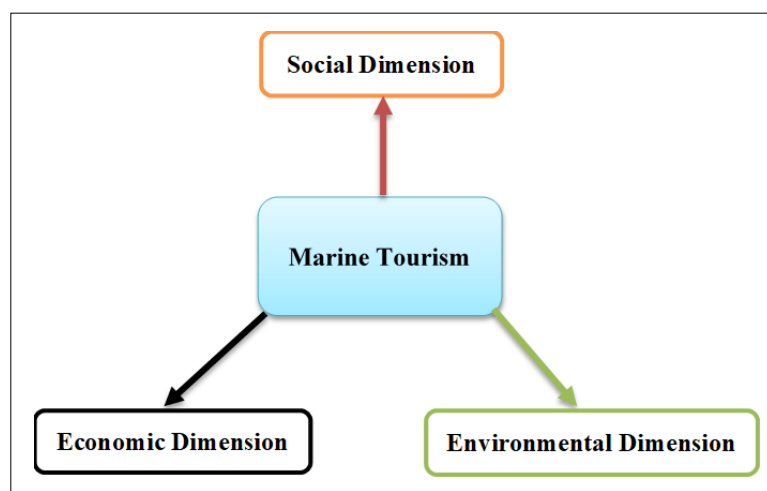 Social Dimension
Marine Tourism
Economic Dimension
Environmental Dimension